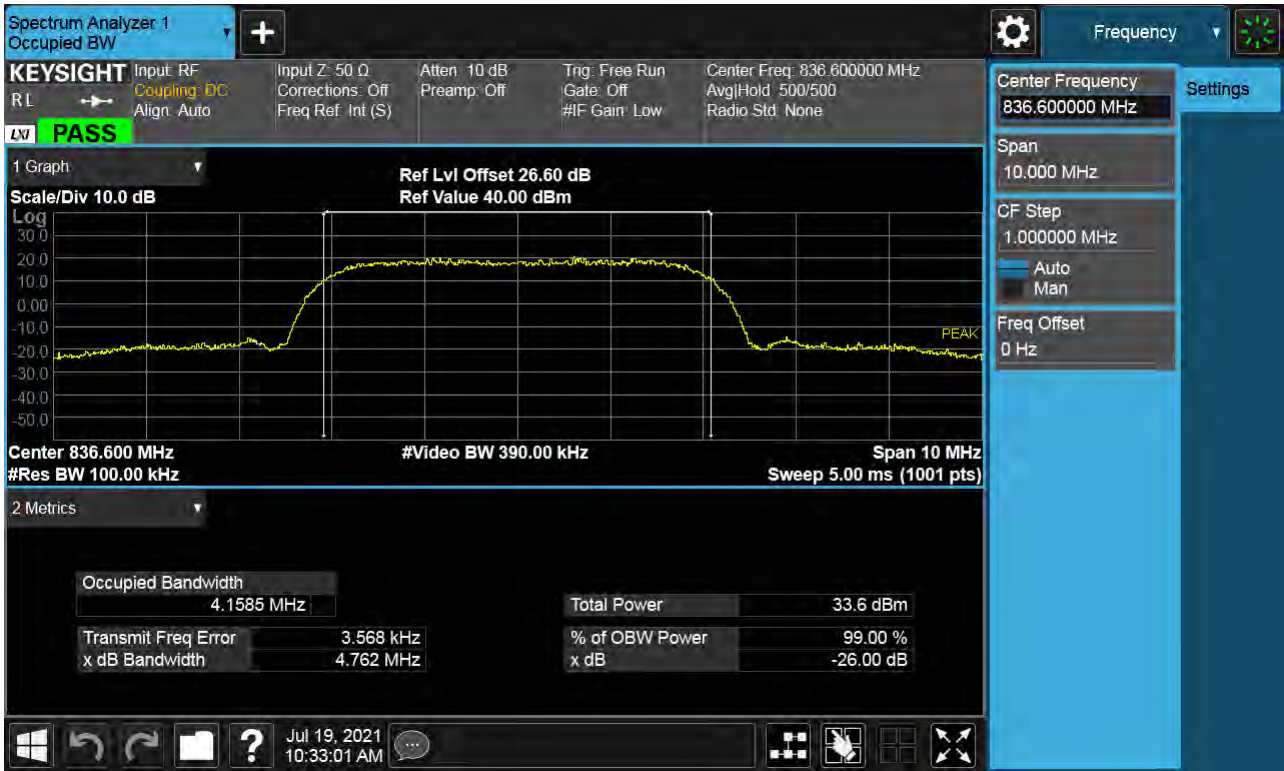 Spectrum Analyzer 1
Occupied BW
Frequency
KEYSIGHT
RL
LXI
PASS
Input: RF
Coupling: DC
Align: Auto
Input Z: 50 Ω
Corrections: Off
Freq Ref: Int (S)
Atten: 10 dB
Preamp: Off
Trig: Free Run
Gate: Off
#IF Gain: Low
Center Freq: 836.600000 MHz
Avg|Hold: 500/500
Radio Std: None
Center Frequency
836.600000 MHz
Settings
Span
10.000 MHz
CF Step
1.000000 MHz
Auto
Man
Freq Offset
0 Hz
1 Graph
Scale/Div 10.0 dB
Ref Lvl Offset 26.60 dB
Ref Value 40.00 dBm
Log
30.0
20.0
10.0
0.00
-10.0
-20.0
-30.0
-40.0
-50.0
PEAK
Center 836.600 MHz
#Video BW 390.00 kHz
Span 10 MHz
#Res BW 100.00 kHz
Sweep 5.00 ms (1001 pts)
2 Metrics
Occupied Bandwidth
4.1585 MHz
Total Power 33.6 dBm
Transmit Freq Error 3.568 kHz
% of OBW Power 99.00 %
x dB Bandwidth 4.762 MHz
x dB -26.00 dB
Jul 19, 2021
10:33:01 AM